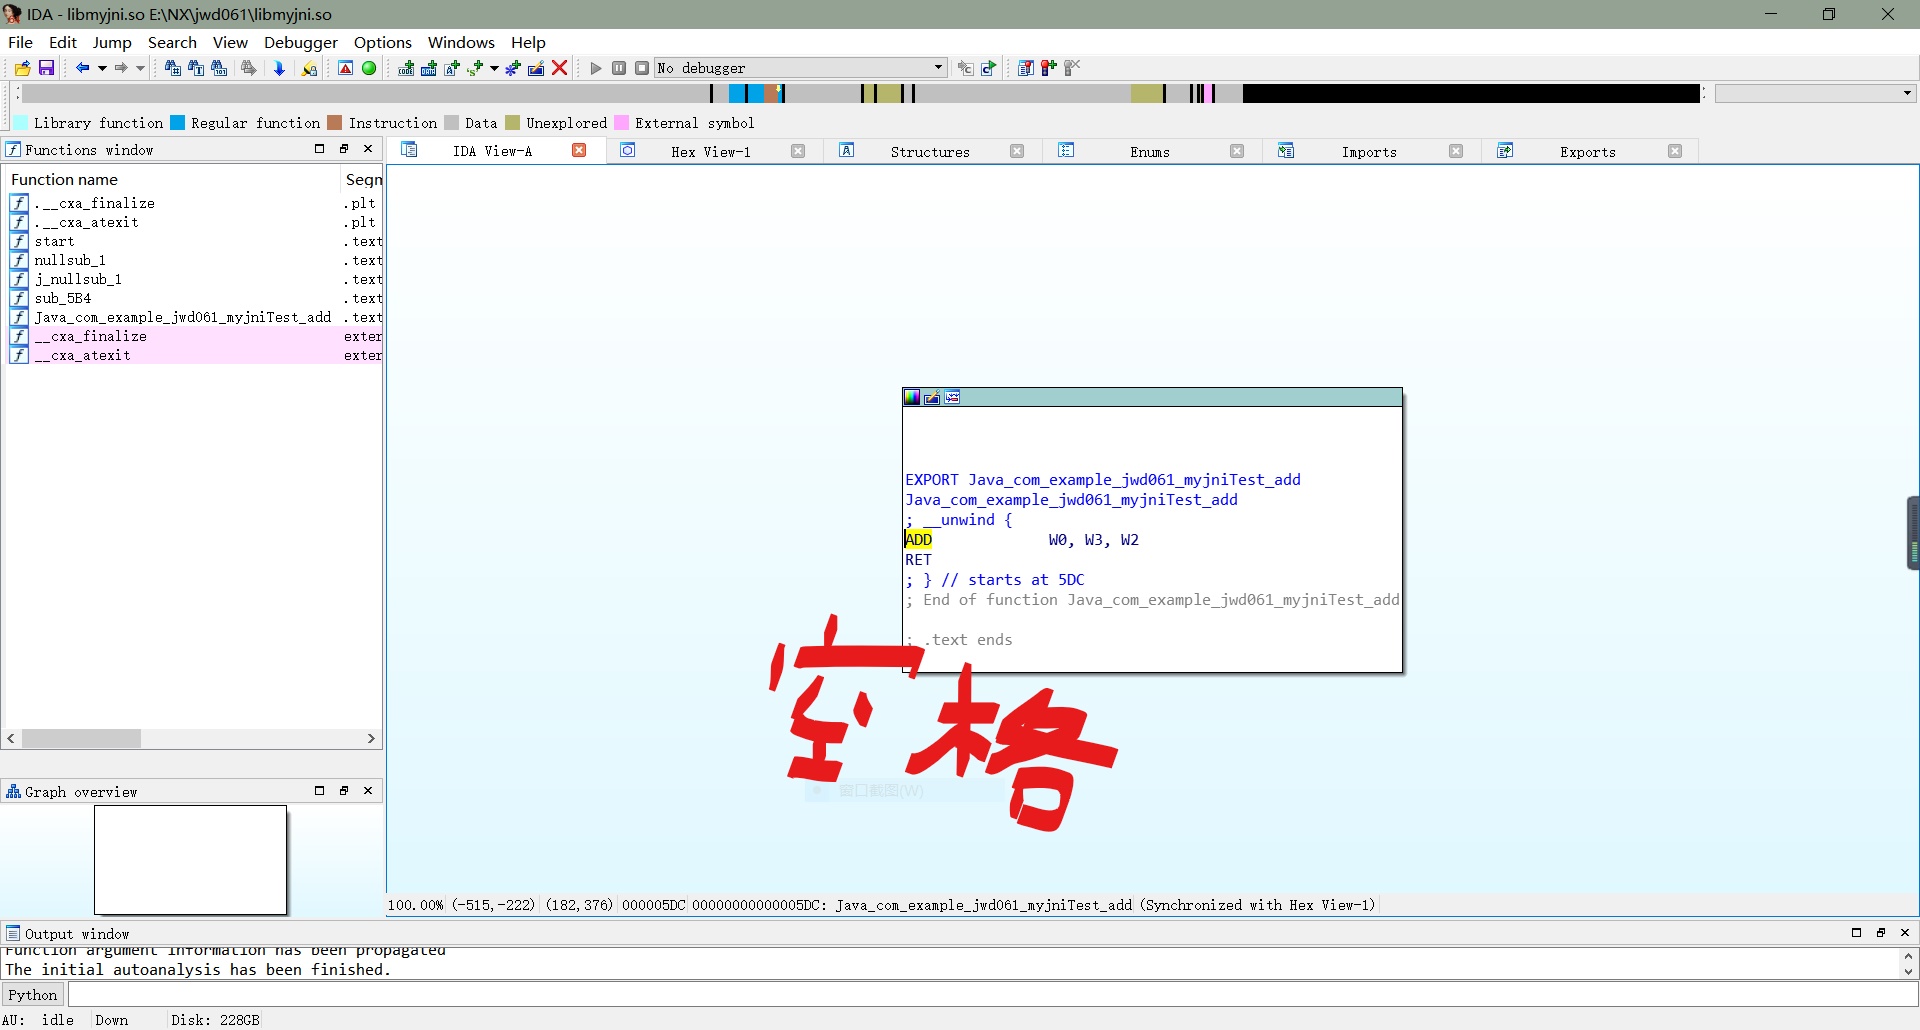 IDA - libmyjni.so E:\NX\jwd061\libmyjni.so
File Edit Jump Search View Debugger Options Windows Help
No debugger
Library function Regular function Instruction Data Unexplored External symbol
Functions window
IDA View-A Hex View-1 Structures Enums Imports Exports
Function name Segm
.__cxa_finalize .plt
.__cxa_atexit .plt
start .text
nullsub_1 .text
j_nullsub_1 .text
sub_5B4 .text
Java_com_example_jwd061_myjniTest_add .text
__cxa_finalize exter
__cxa_atexit exter
EXPORT Java_com_example_jwd061_myjniTest_add
Java_com_example_jwd061_myjniTest_add
; __unwind {
ADD W0, W3, W2
RET
; } // starts at 5DC
; End of function Java_com_example_jwd061_myjniTest_add
; .text ends
空格
窗口截图(W)
Graph overview
100.00% (-515,-222) (182,376) 000005DC 00000000000005DC: Java_com_example_jwd061_myjniTest_add (Synchronized with Hex View-1)
Output window
Function argument information has been propagated
The initial autoanalysis has been finished.
Python
AU: idle Down Disk: 228GB